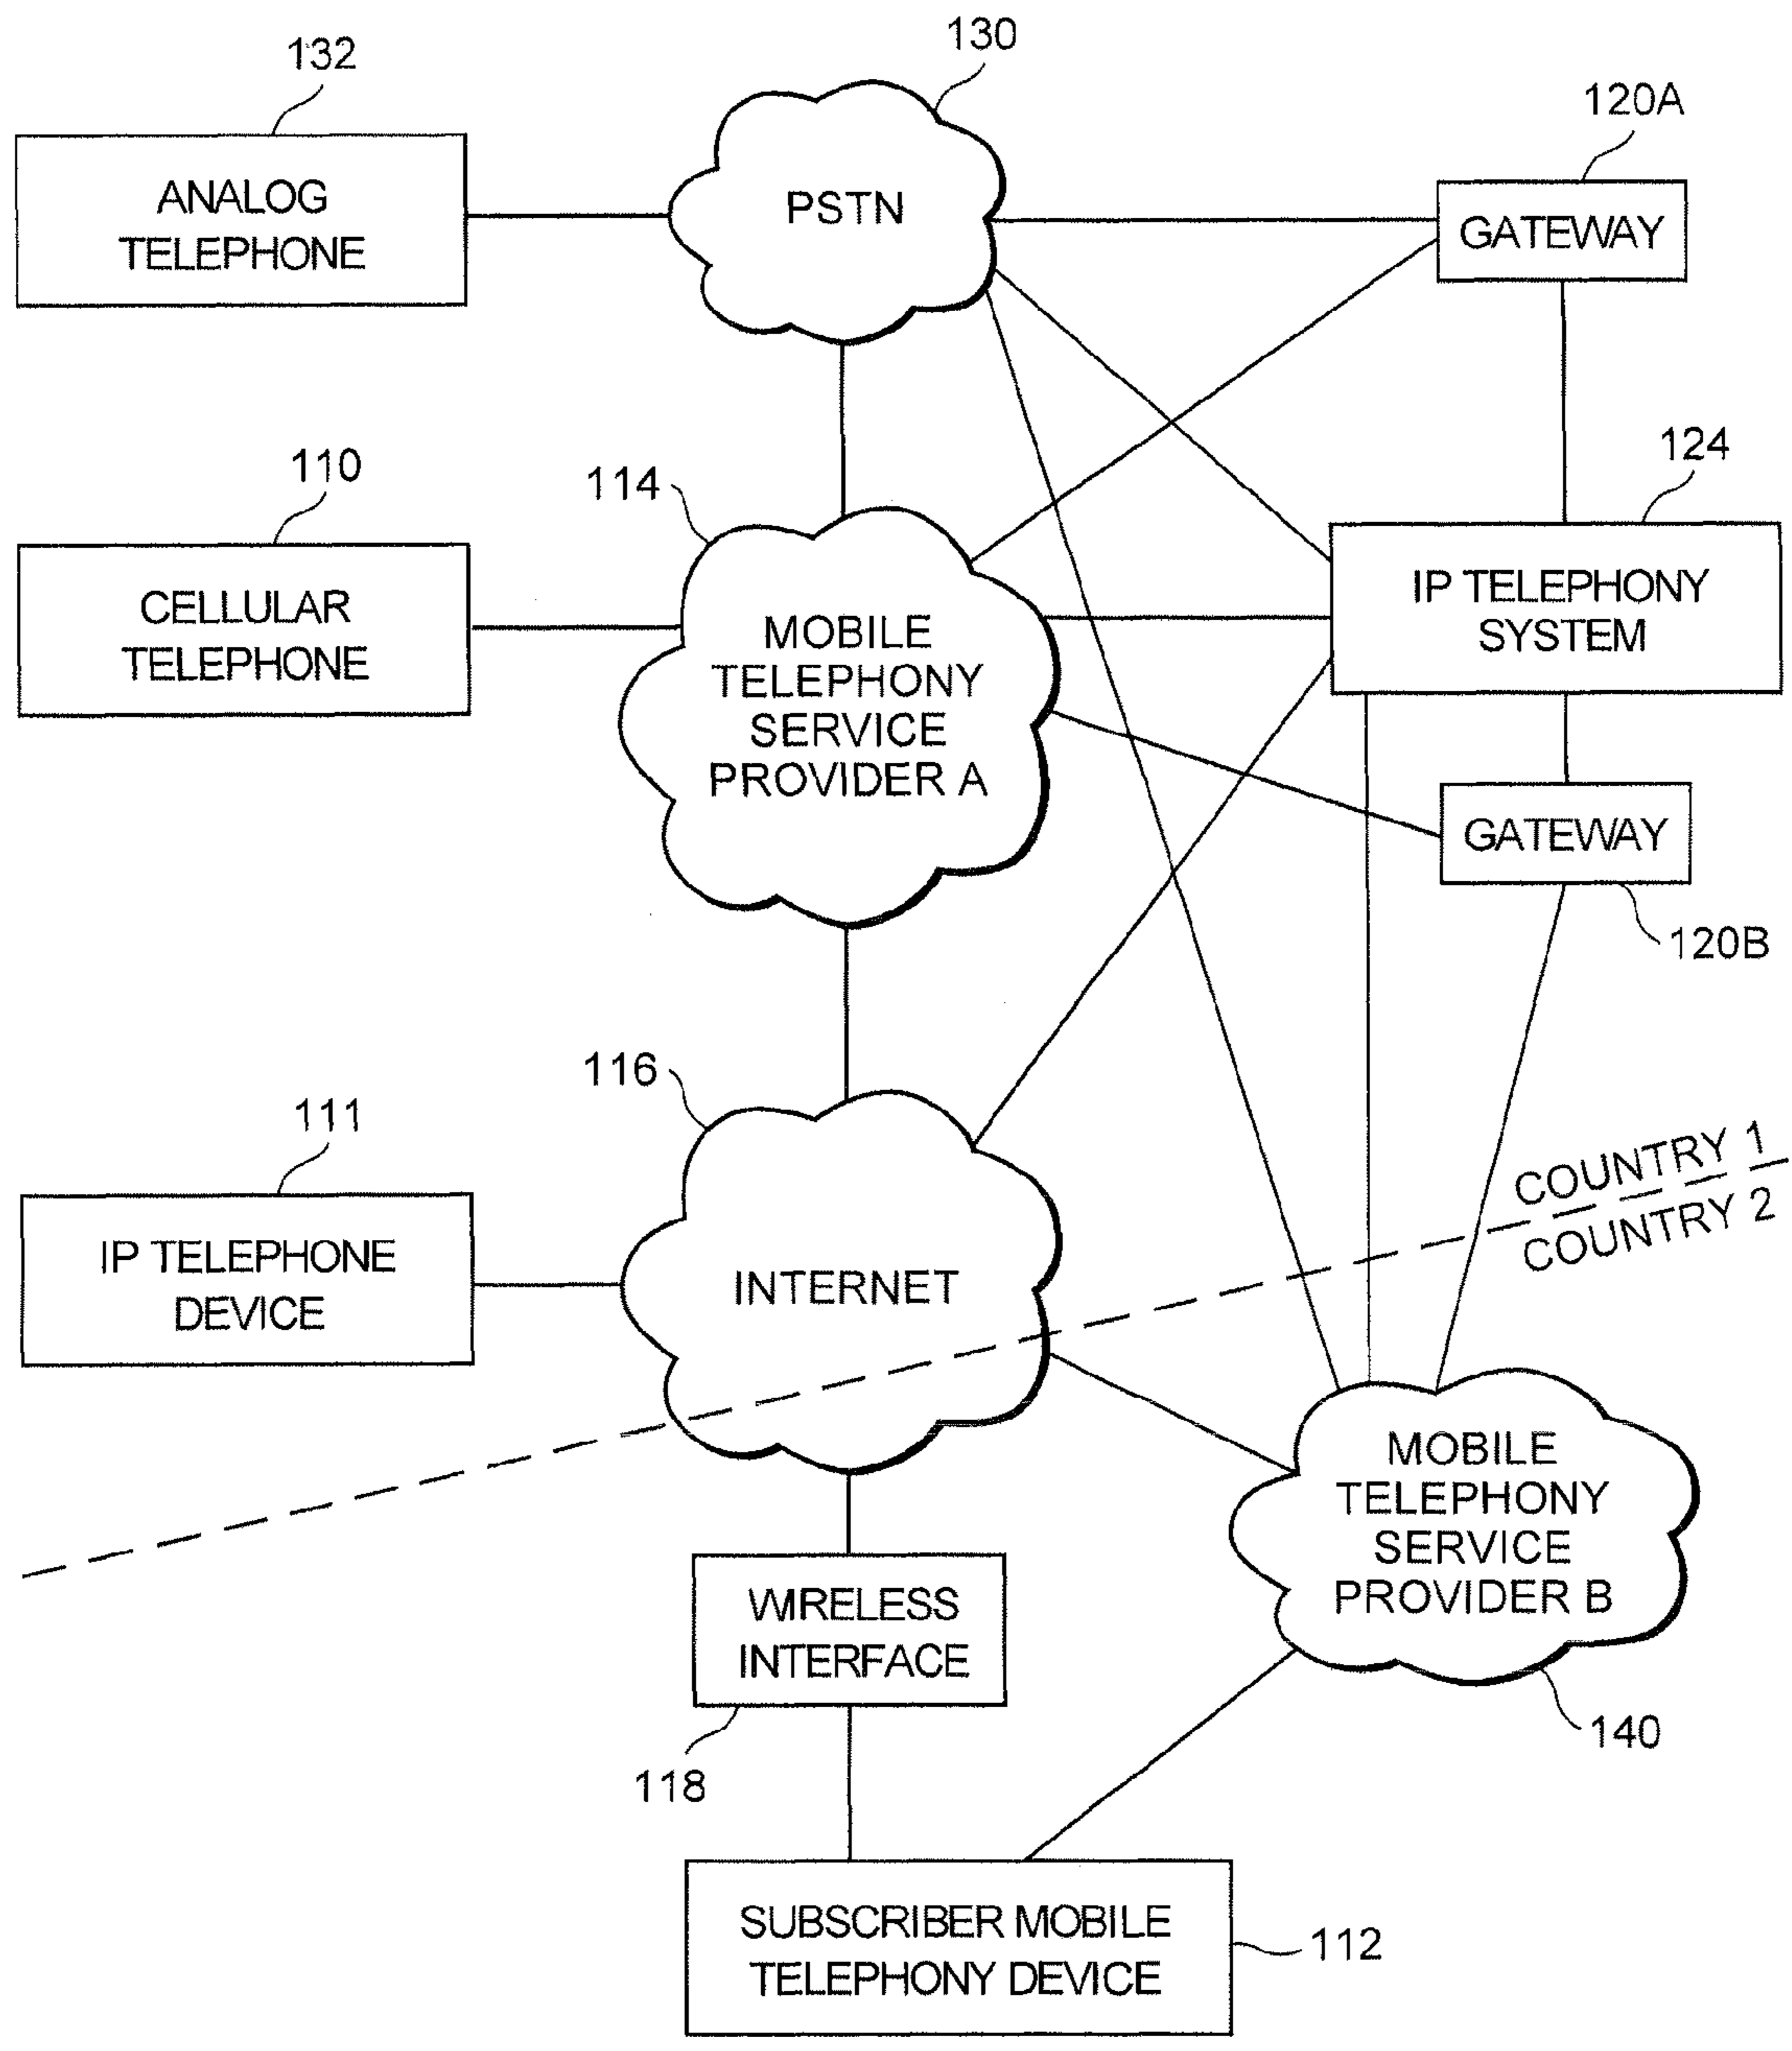 130
132
120A
ANALOG
TELEPHONE
PSTN
GATEWAY
110
114
124
CELLULAR
TELEPHONE
MOBILE
TELEPHONY
SERVICE
PROVIDER A
IP TELEPHONY
SYSTEM
GATEWAY
120B
116
111
IP TELEPHONE
DEVICE
INTERNET
COUNTRY 1
COUNTRY 2
MOBILE
TELEPHONY
SERVICE
PROVIDER B
WIRELESS
INTERFACE
118
140
SUBSCRIBER MOBILE
TELEPHONY DEVICE
112